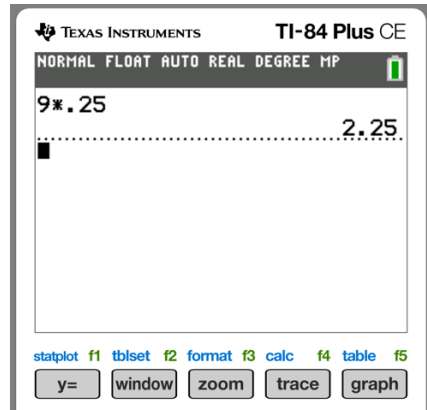 TEXAS INSTRUMENTS TI-84 Plus CE
NORMAL FLOAT AUTO REAL DEGREE MP
9*.25
2.25
statplot f1 tblset f2 format f3 calc f4 table f5
y= window zoom trace graph